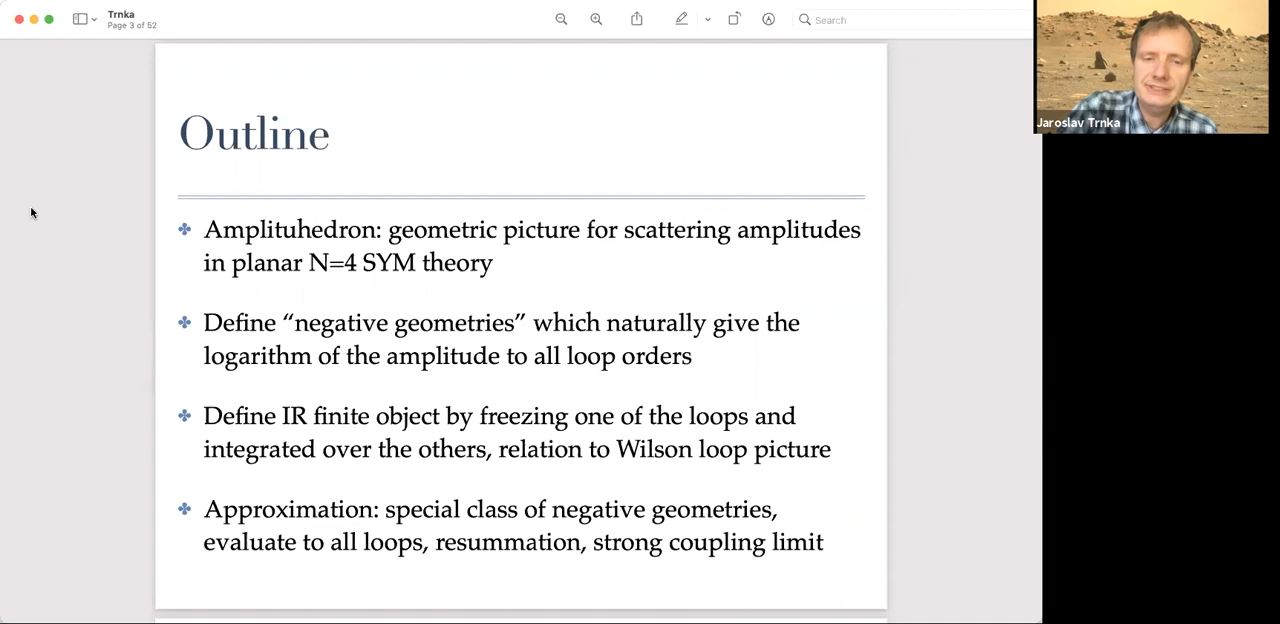 Trnka
Page 3 of 52
Search
Jaroslav Trnka
Outline
Amplituhedron: geometric picture for scattering amplitudes
in planar N=4 SYM theory
Define “negative geometries” which naturally give the
logarithm of the amplitude to all loop orders
Define IR finite object by freezing one of the loops and
integrated over the others, relation to Wilson loop picture
Approximation: special class of negative geometries,
evaluate to all loops, resummation, strong coupling limit